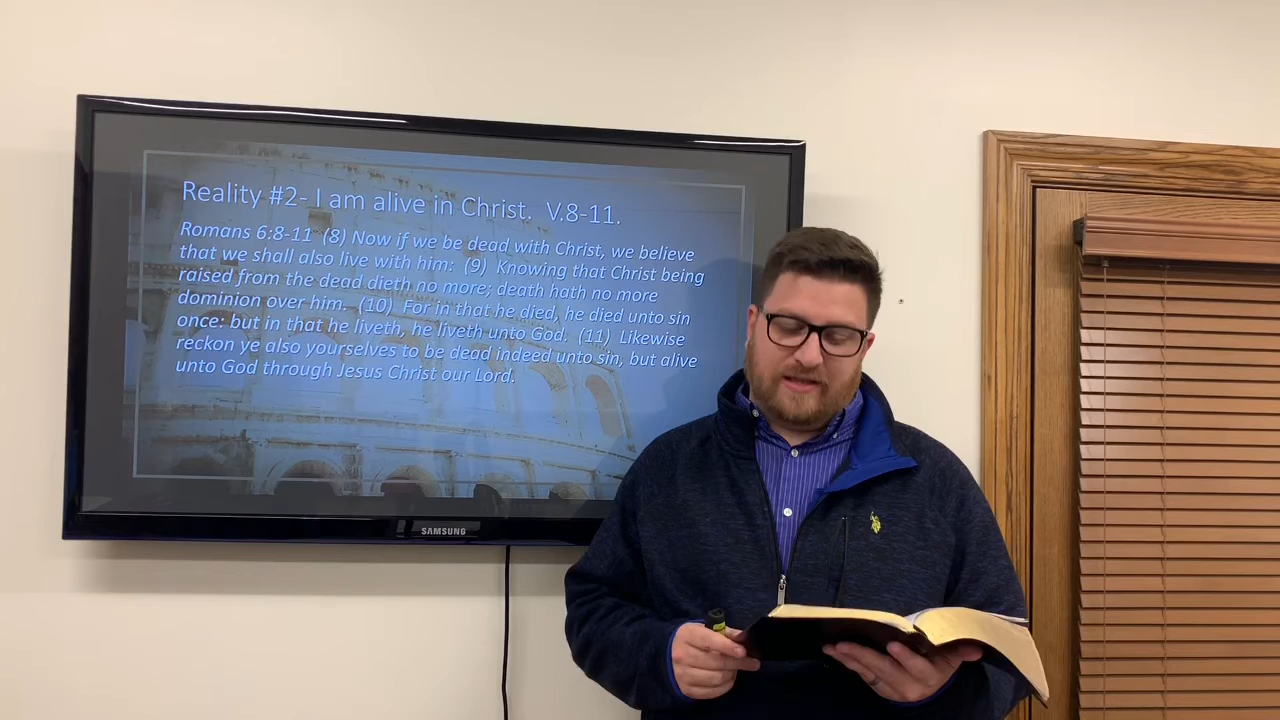 Reality #2- I am alive in Christ. V.8-11.
Romans 6:8-11 (8) Now if we be dead with Christ, we believe
that we shall also live with him: (9) Knowing that Christ being
raised from the dead dieth no more; death hath no more
dominion over him. (10) For in that he died, he died unto sin
once: but in that he liveth, he liveth unto God. (11) Likewise
reckon ye also yourselves to be dead indeed unto sin, but alive
unto God through Jesus Christ our Lord.
SAMSUNG